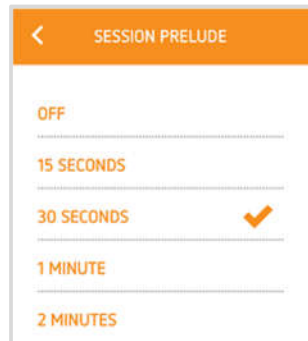 SESSION PRELUDE
OFF
15 SECONDS
30 SECONDS
1 MINUTE
2 MINUTES